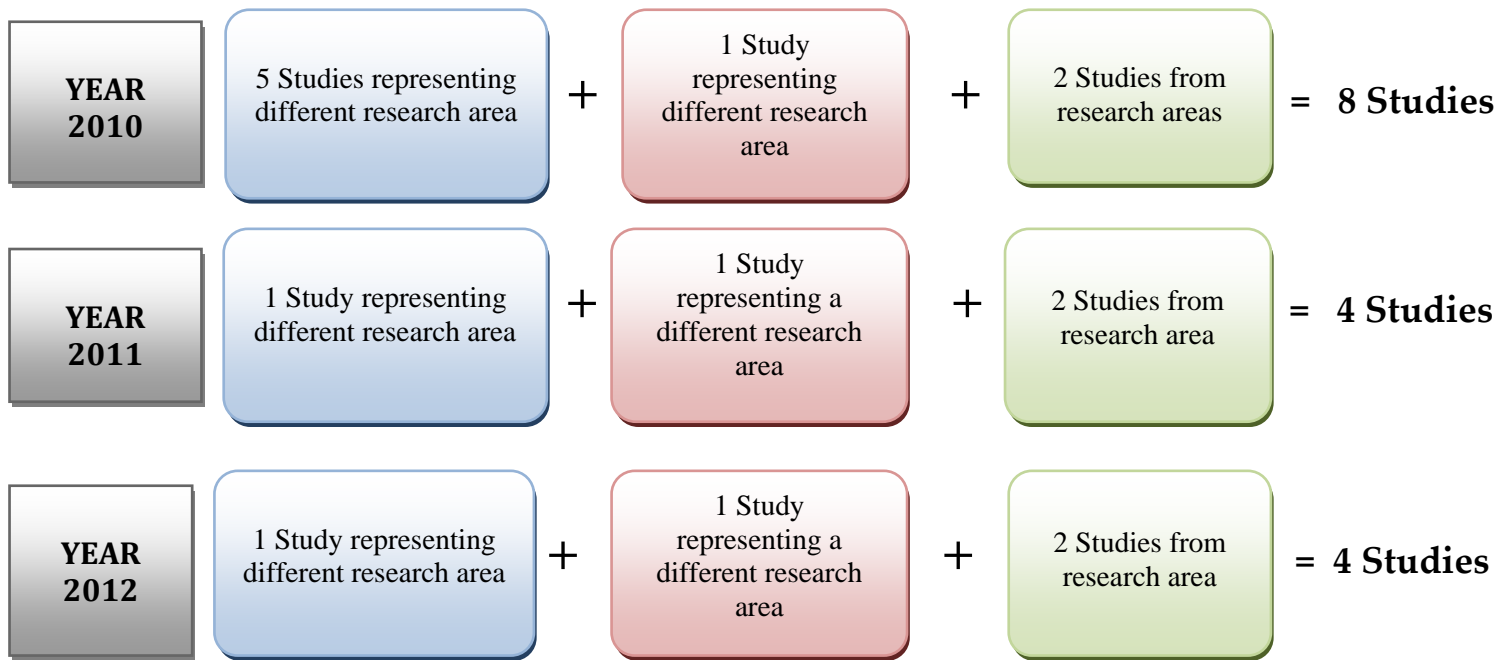 YEAR
2010
5 Studies representing
different research area
+
1 Study
representing
different research
area
+
2 Studies from
research areas
= 8 Studies
YEAR
2011
1 Study representing
different research area
+
1 Study
representing a
different research
area
+
2 Studies from
research area
= 4 Studies
YEAR
2012
1 Study representing
different research area
+
1 Study
representing a
different research
area
+
2 Studies from
research area
= 4 Studies